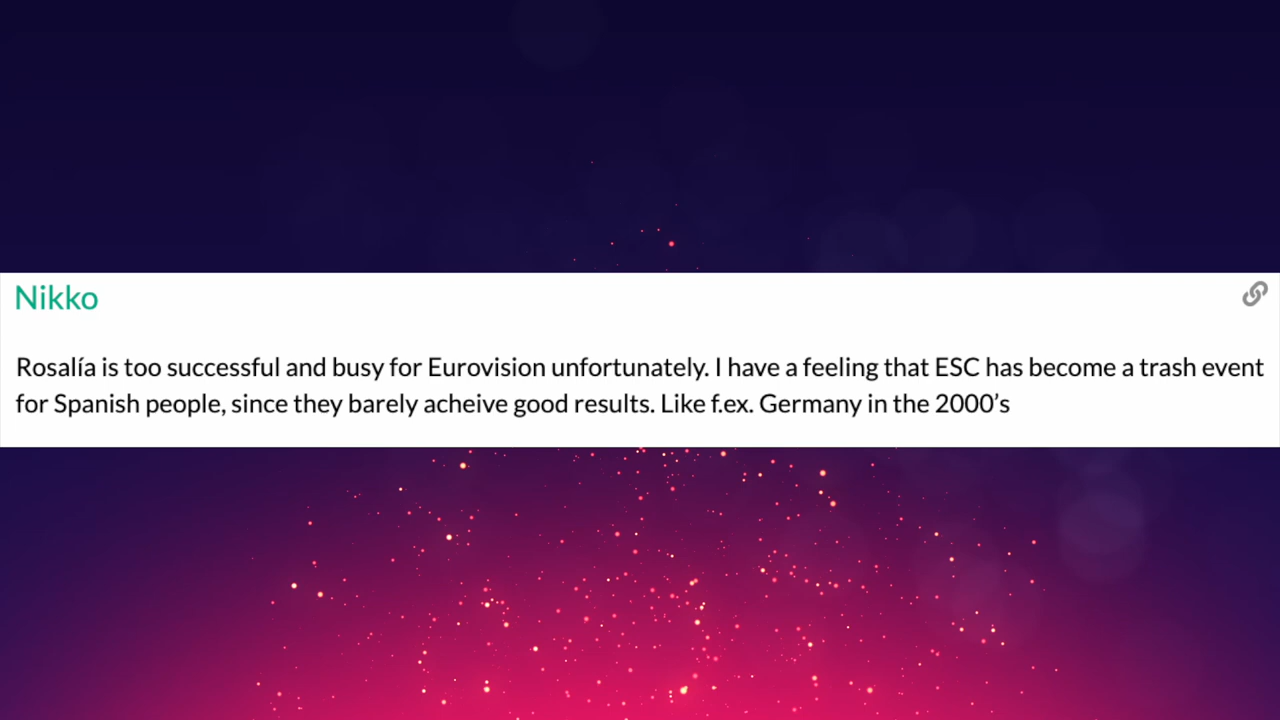 Nikko
Rosalía is too successful and busy for Eurovision unfortunately. I have a feeling that ESC has become a trash event
for Spanish people, since they barely acheive good results. Like f.ex. Germany in the 2000’s